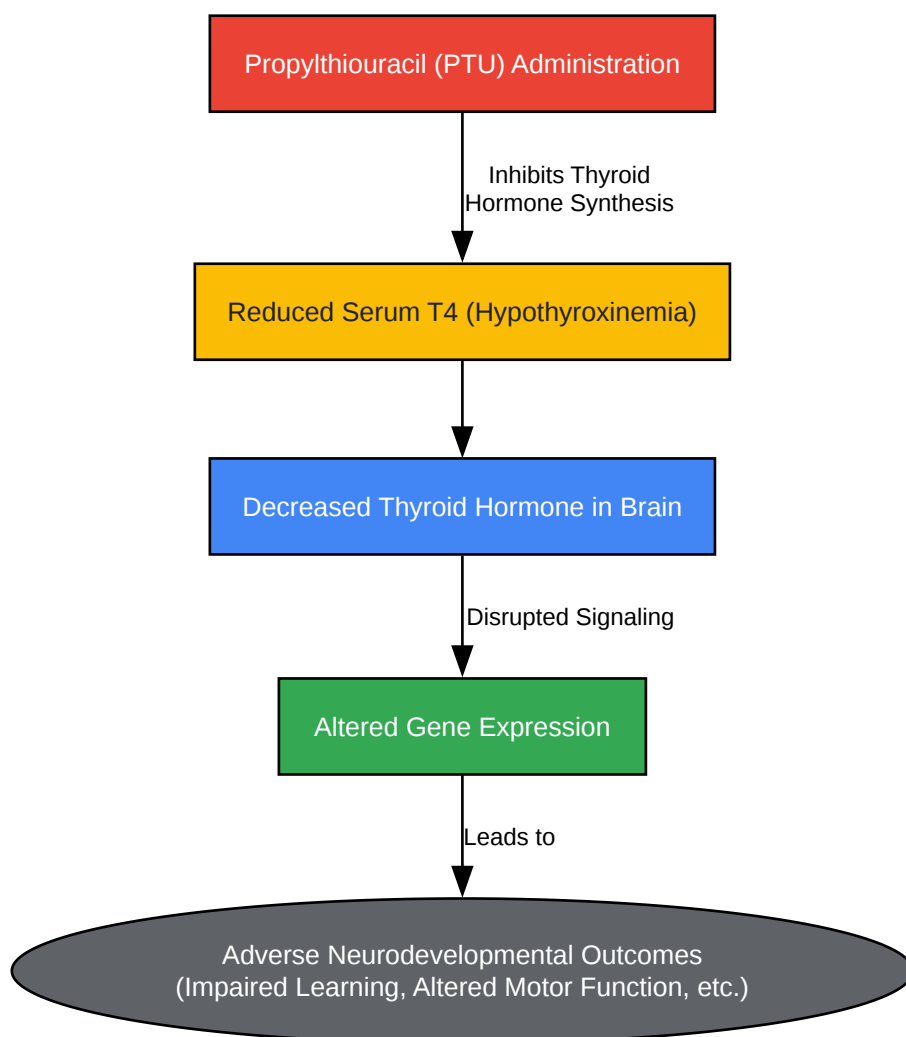 Propylthiouracil (PTU) Administration
Inhibits Thyroid
Hormone Synthesis
Reduced Serum T4 (Hypothyroxinemia)
Decreased Thyroid Hormone in Brain
Disrupted Signaling
Altered Gene Expression
Leads to
Adverse Neurodevelopmental Outcomes
(Impaired Learning, Altered Motor Function, etc.)